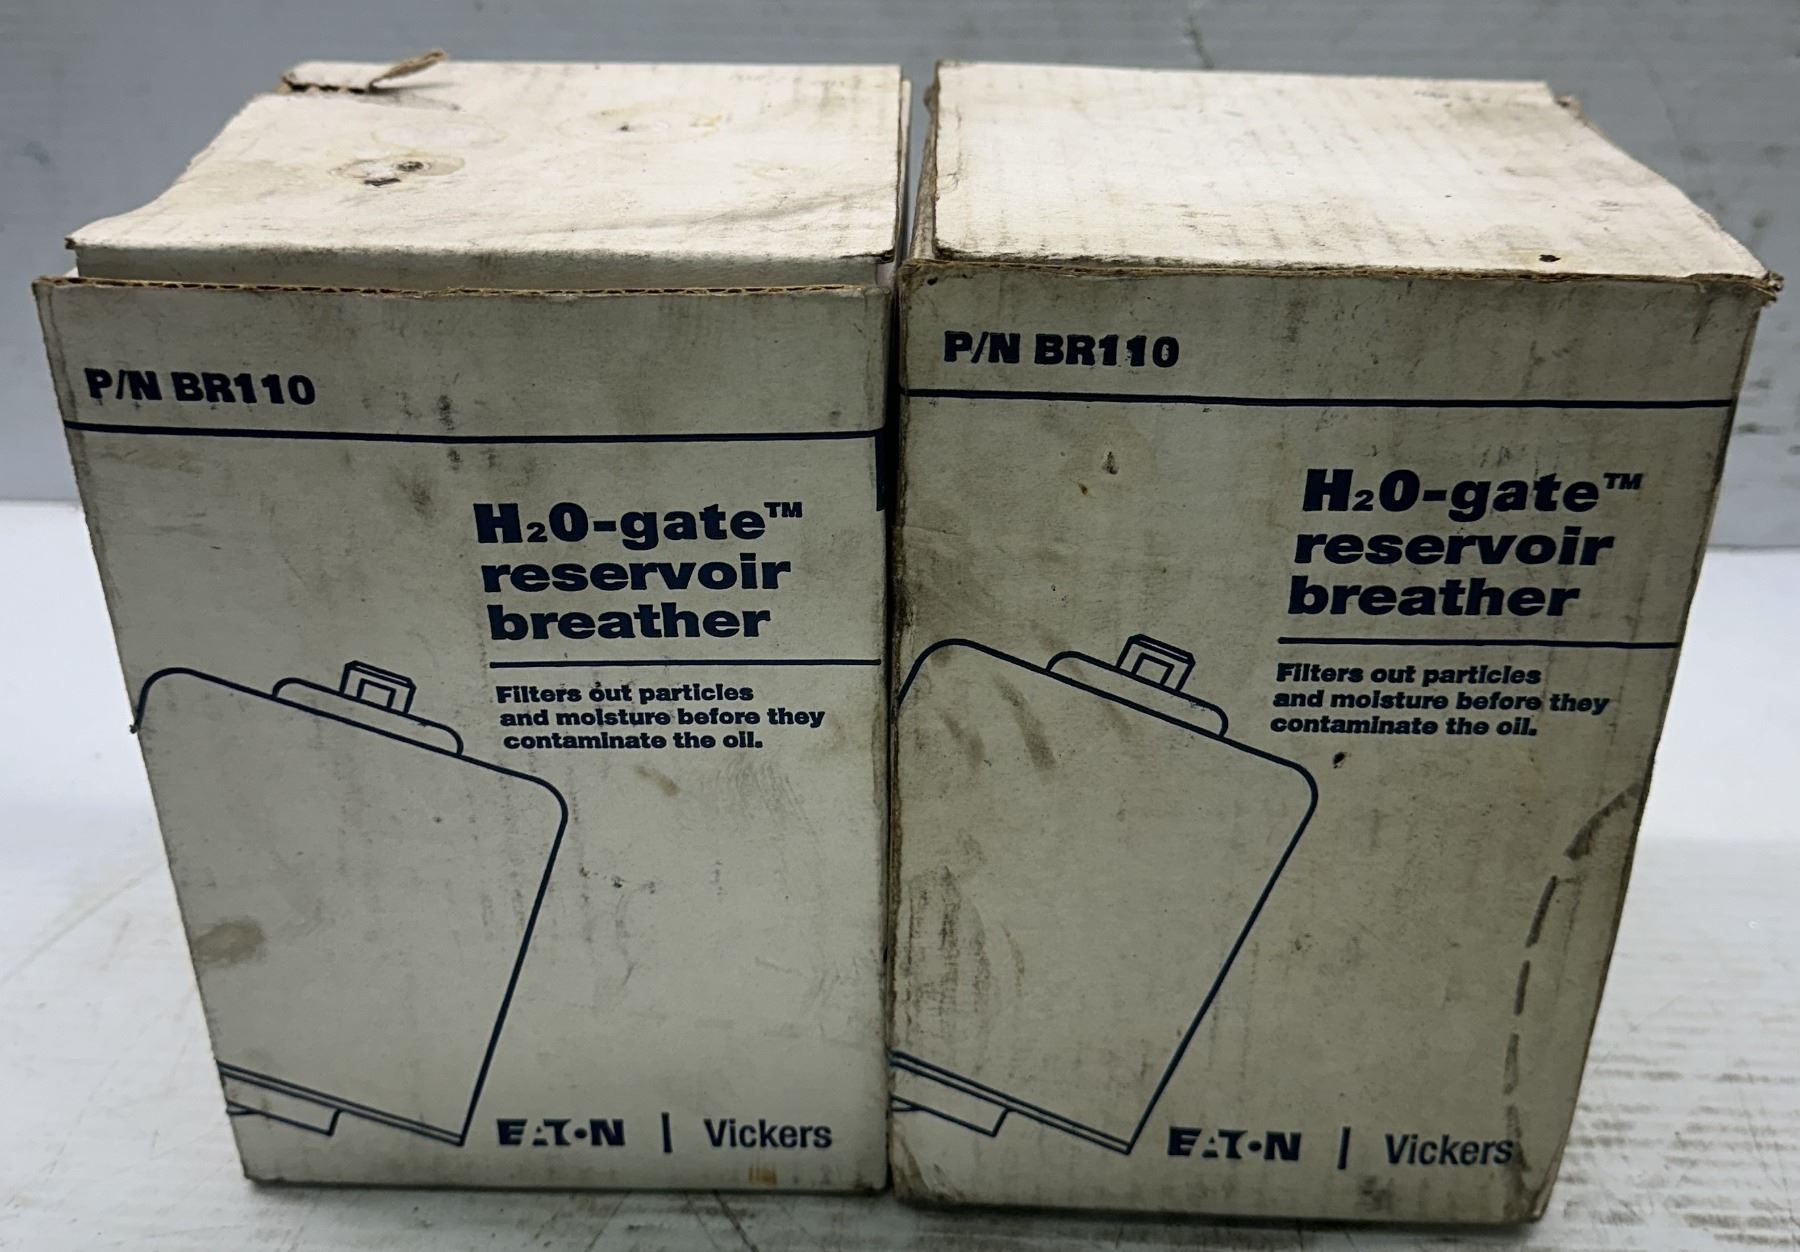 P/N BR110
H₂O-gate™
reservoir
breather
Filters out particles
and moisture before they
contaminate the oil.
EATON | Vickers
P/N BR110
H₂O-gate™
reservoir
breather
Filters out particles
and moisture before they
contaminate the oil.
EATON | Vickers